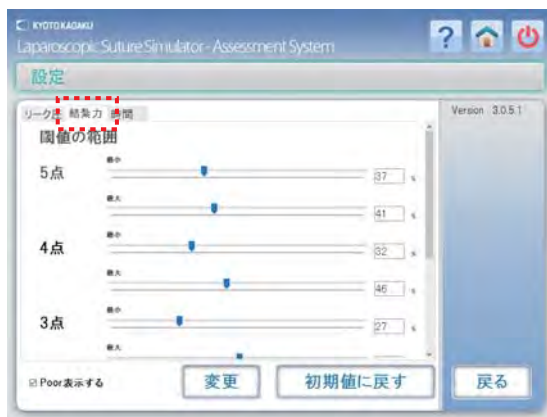 KYOTO KAGAKU
Laparoscopic Suture Simulator - Assessment System
?
設定
リーク圧 結紮力 時間
Version 3.0.5.1
閾値の範囲
5点
最小
37 %
最大
41 %
4点
最小
32 %
最大
46 %
3点
最小
27 %
最大
Poor表示する
変更
初期値に戻す
戻る